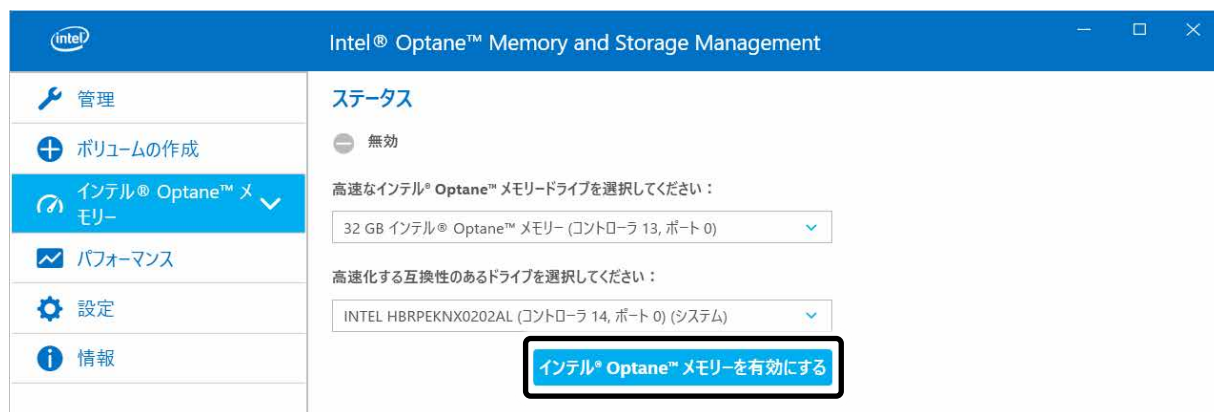 intel
Intel® Optane™ Memory and Storage Management
管理
ボリュームの作成
インテル® Optane™ メ
モリー
パフォーマンス
設定
情報
ステータス
無効
高速なインテル® Optane™ メモリードライブを選択してください：
32 GB インテル® Optane™ メモリー (コントローラ 13, ポート 0)
高速化する互換性のあるドライブを選択してください：
INTEL HBRPEKNX0202AL (コントローラ 14, ポート 0) (システム)
インテル® Optane™ メモリーを有効にする